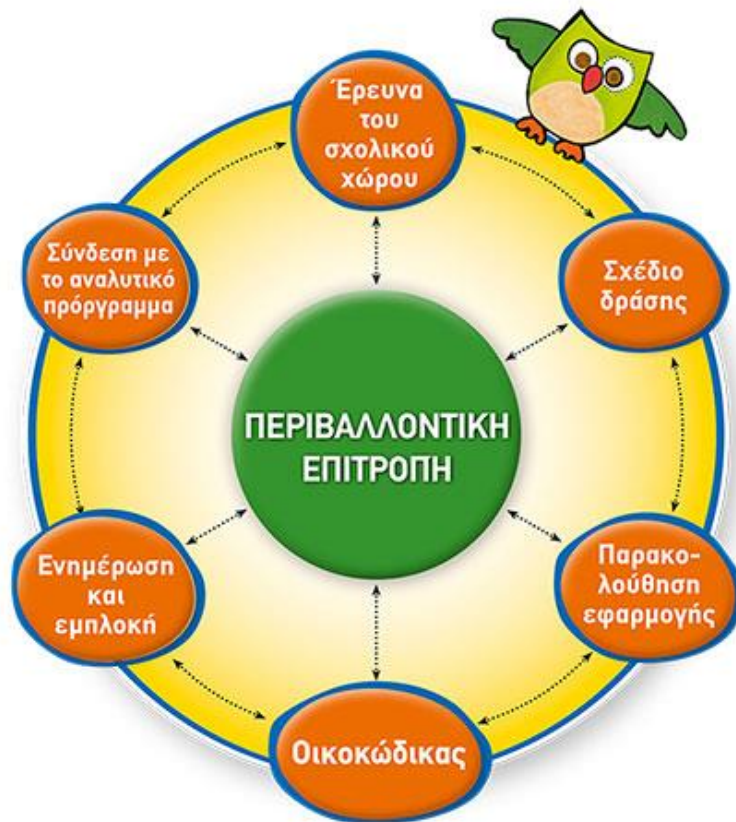 Έρευνα
του
σχολικού
χώρου
Σχέδιο
δράσης
Παρακο-
λούθηση
εφαρμογής
Οικοκώδικας
Ενημέρωση
και
εμπλοκή
Σύνδεση με
το αναλυτικό
πρόργραμμα
ΠΕΡΙΒΑΛΛΟΝΤΙΚΗ
ΕΠΙΤΡΟΠΗ